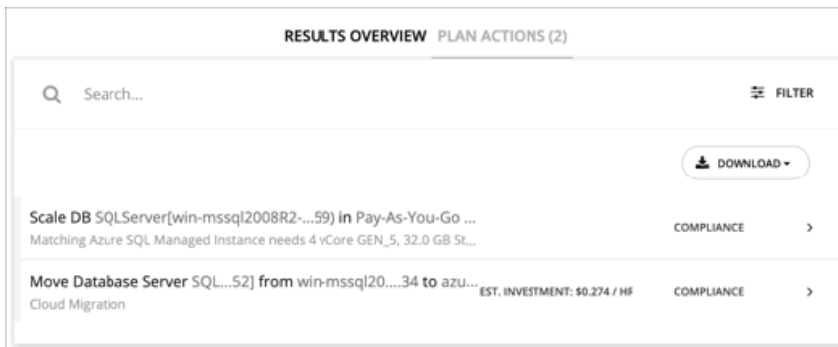 RESULTS OVERVIEW PLAN ACTIONS (2)
Search...
FILTER
DOWNLOAD
Scale DB SQLServer[win-mssql2008R2-...59) in Pay-As-You-Go ...
COMPLIANCE
Matching Azure SQL Managed Instance needs 4 vCore GEN_5, 32.0 GB St...
Move Database Server SQL...52] from win-mssql20....34 to azu...
EST. INVESTMENT: $0.274 / HR
COMPLIANCE
Cloud Migration